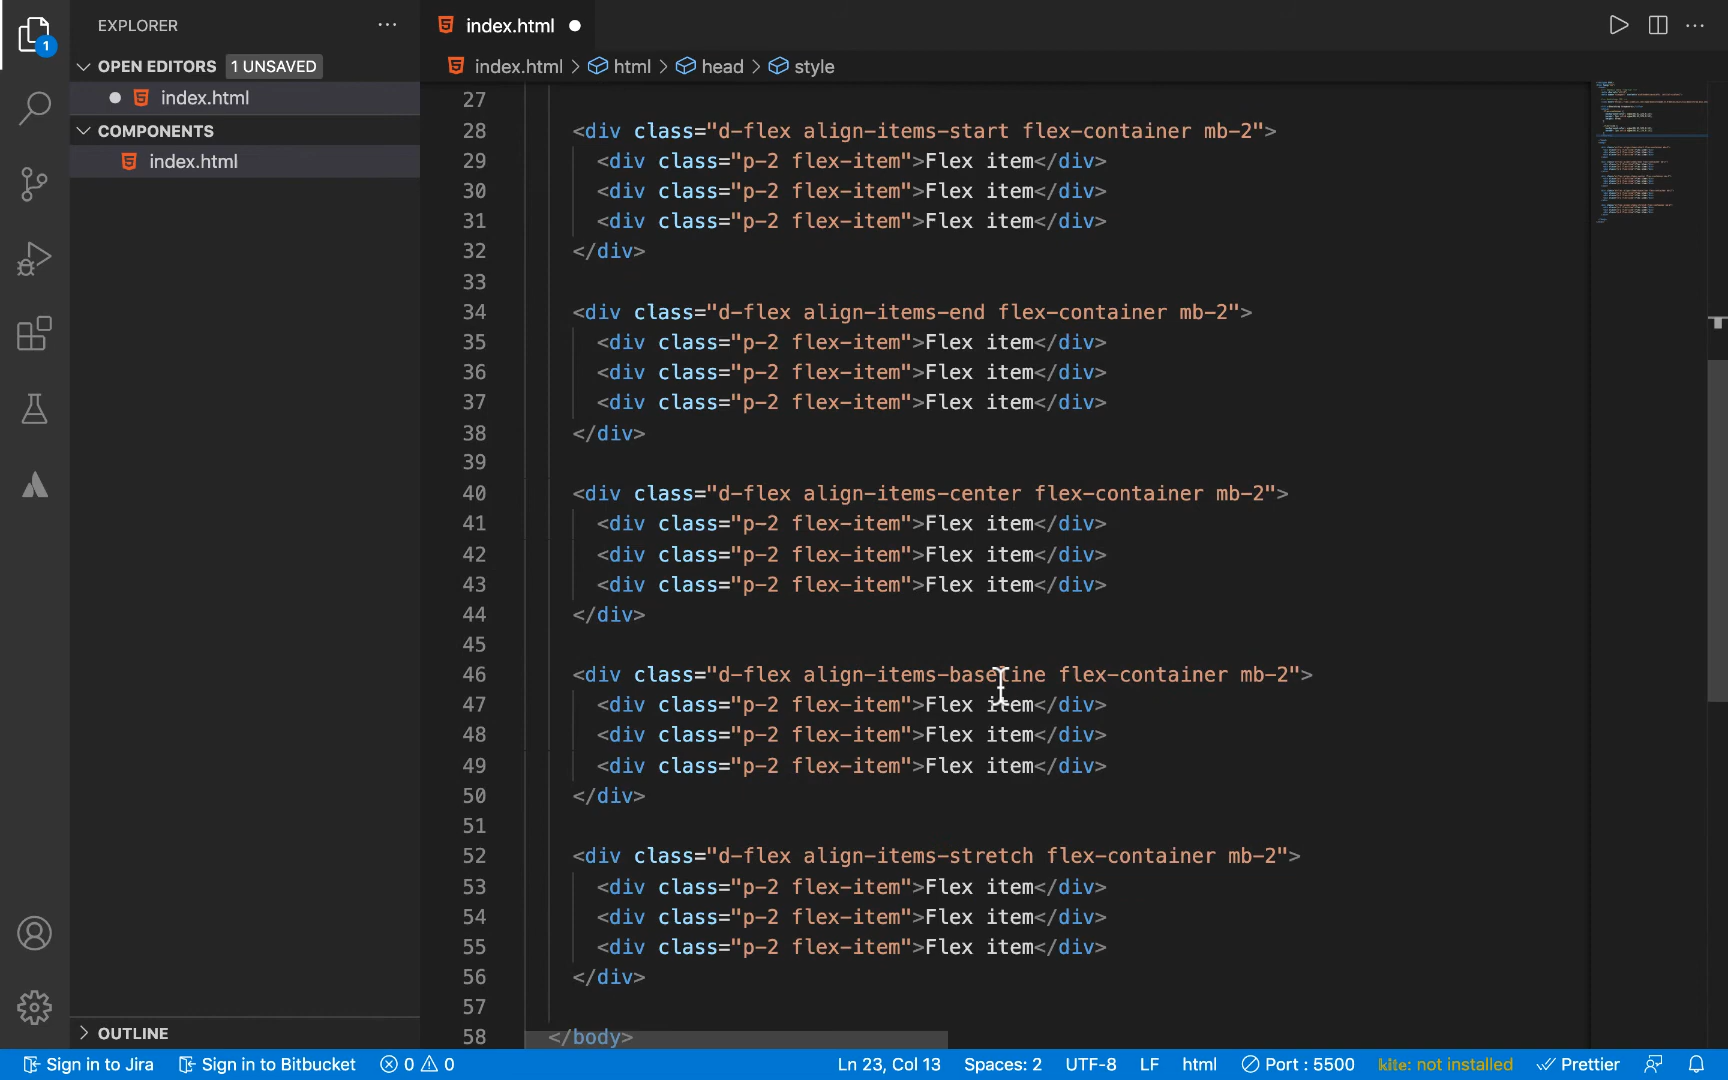 EXPLORER
OPEN EDITORS 1 UNSAVED
index.html
COMPONENTS
index.html
OUTLINE
1
index.html
index.html > html > head > style
27
28 <div class="d-flex align-items-start flex-container mb-2">
29 <div class="p-2 flex-item">Flex item</div>
30 <div class="p-2 flex-item">Flex item</div>
31 <div class="p-2 flex-item">Flex item</div>
32 </div>
33
34 <div class="d-flex align-items-end flex-container mb-2">
35 <div class="p-2 flex-item">Flex item</div>
36 <div class="p-2 flex-item">Flex item</div>
37 <div class="p-2 flex-item">Flex item</div>
38 </div>
39
40 <div class="d-flex align-items-center flex-container mb-2">
41 <div class="p-2 flex-item">Flex item</div>
42 <div class="p-2 flex-item">Flex item</div>
43 <div class="p-2 flex-item">Flex item</div>
44 </div>
45
46 <div class="d-flex align-items-baseline flex-container mb-2">
47 <div class="p-2 flex-item">Flex item</div>
48 <div class="p-2 flex-item">Flex item</div>
49 <div class="p-2 flex-item">Flex item</div>
50 </div>
51
52 <div class="d-flex align-items-stretch flex-container mb-2">
53 <div class="p-2 flex-item">Flex item</div>
54 <div class="p-2 flex-item">Flex item</div>
55 <div class="p-2 flex-item">Flex item</div>
56 </div>
57
58 </body>
Sign in to Jira Sign in to Bitbucket 0 0 Ln 23, Col 13 Spaces: 2 UTF-8 LF html Port : 5500 kite: not installed Prettier